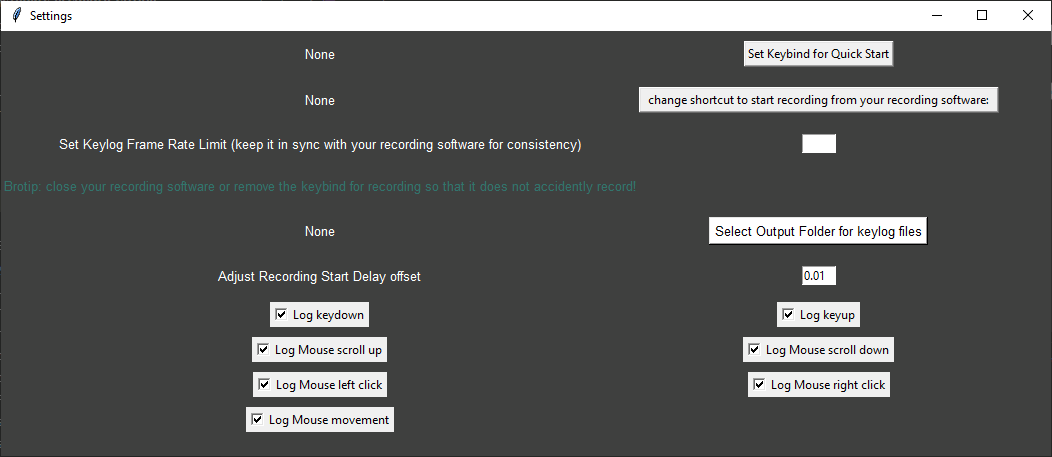 Settings
None
Set Keybind for Quick Start
None
change shortcut to start recording from your recording software:
Set Keylog Frame Rate Limit (keep it in sync with your recording software for consistency)
Brotip: close your recording software or remove the keybind for recording so that it does not accidently record!
None
Select Output Folder for keylog files
Adjust Recording Start Delay offset
0.01
Log keydown
Log keyup
Log Mouse scroll up
Log Mouse scroll down
Log Mouse left click
Log Mouse right click
Log Mouse movement